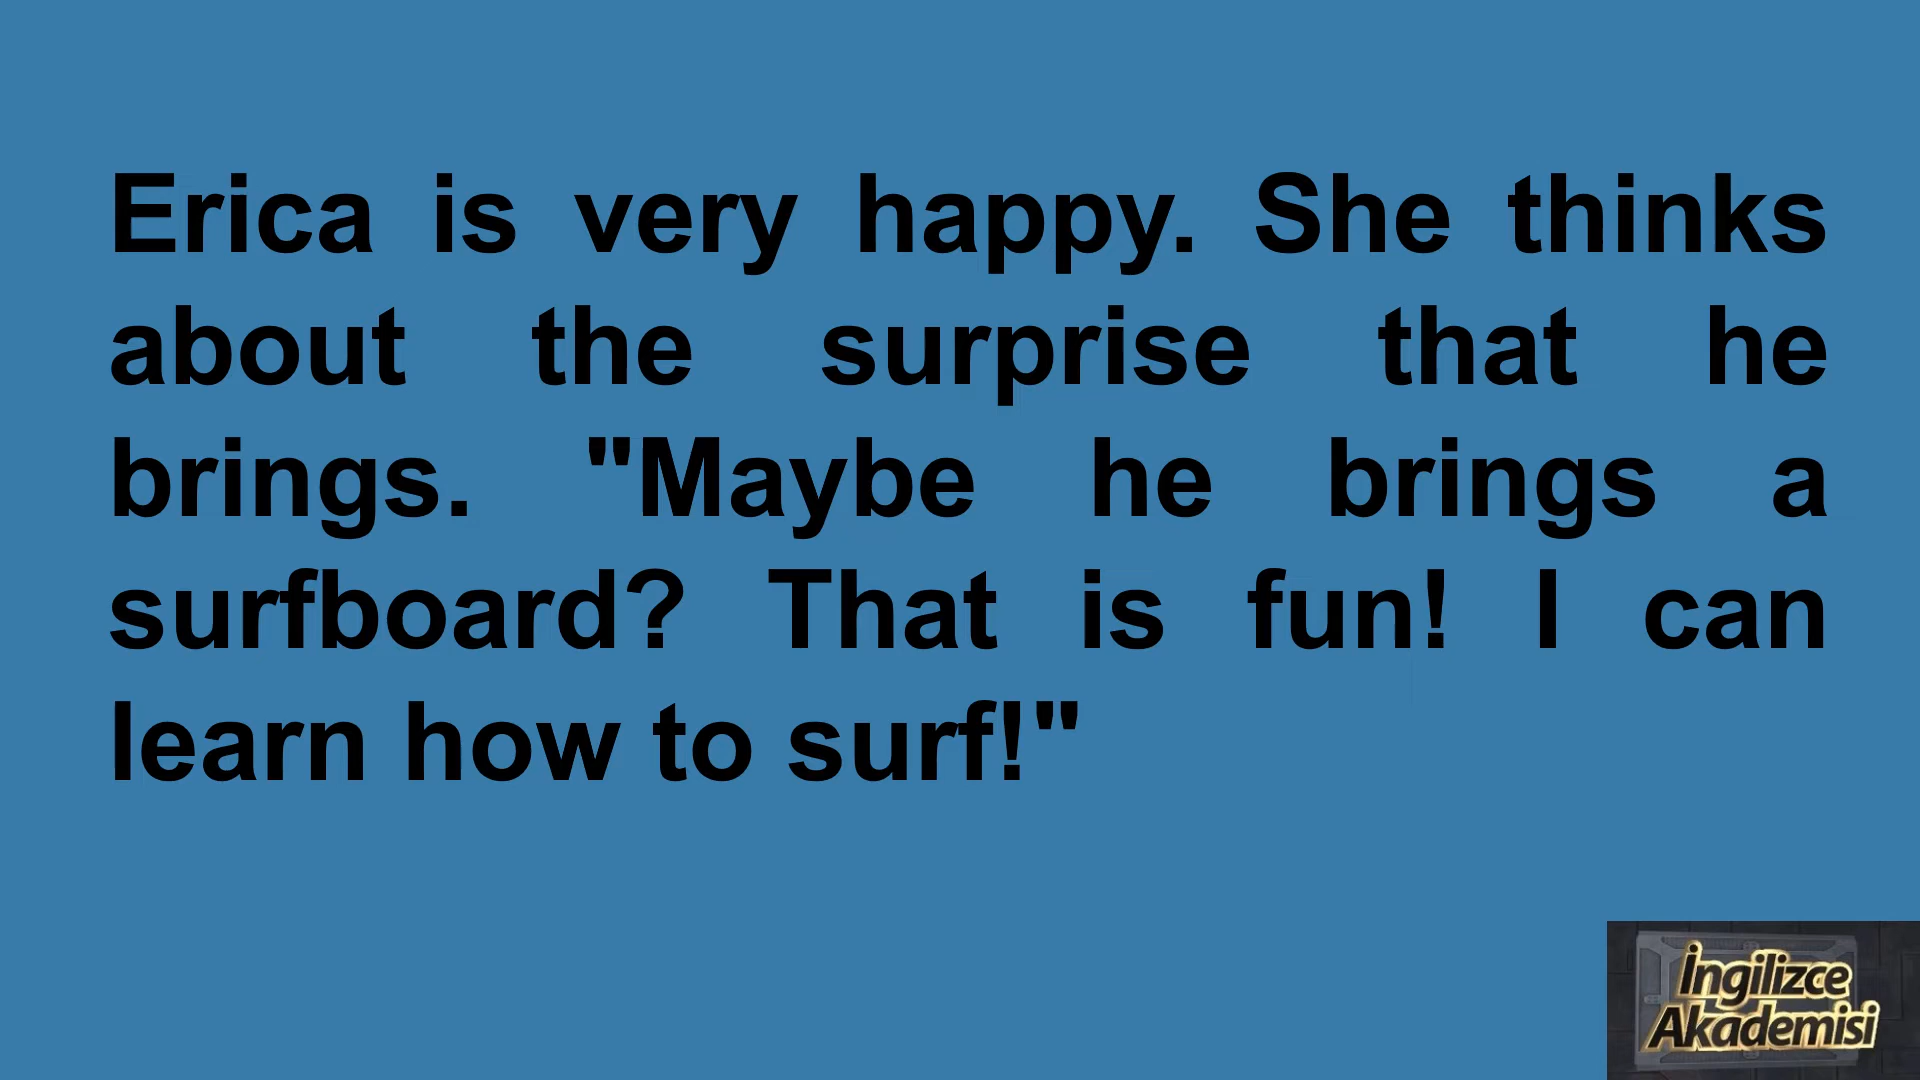 Erica is very happy. She thinks
about the surprise that he
brings. "Maybe he brings a
surfboard? That is fun! I can
learn how to surf!"
İngilizce
Akademisi